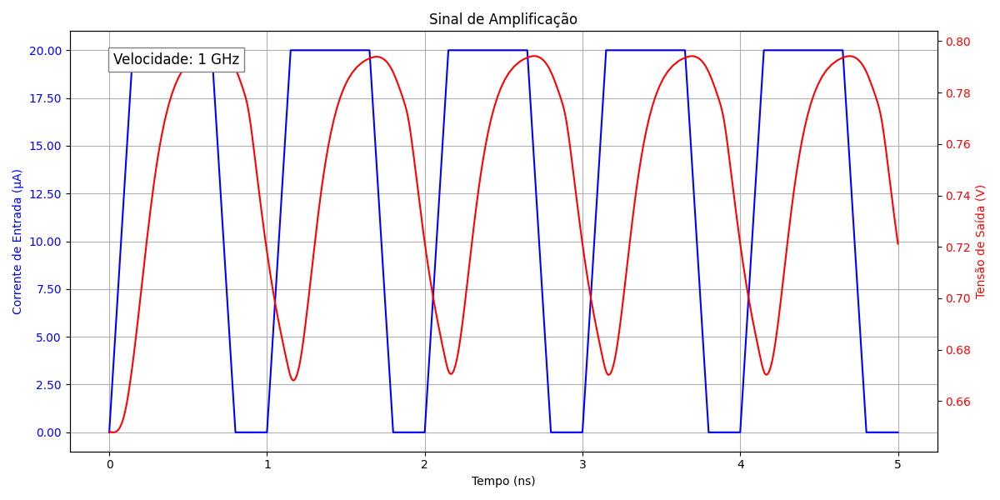 Sinal de Amplificação
Velocidade: 1 GHz
Corrente de Entrada (μA)
20.00
17.50
15.00
12.50
10.00
7.50
5.00
2.50
0.00
0.80
0.78
0.76
0.74
0.72
0.70
0.68
0.66
Tensão de Saída (V)
0 1 2 3 4 5
Tempo (ns)